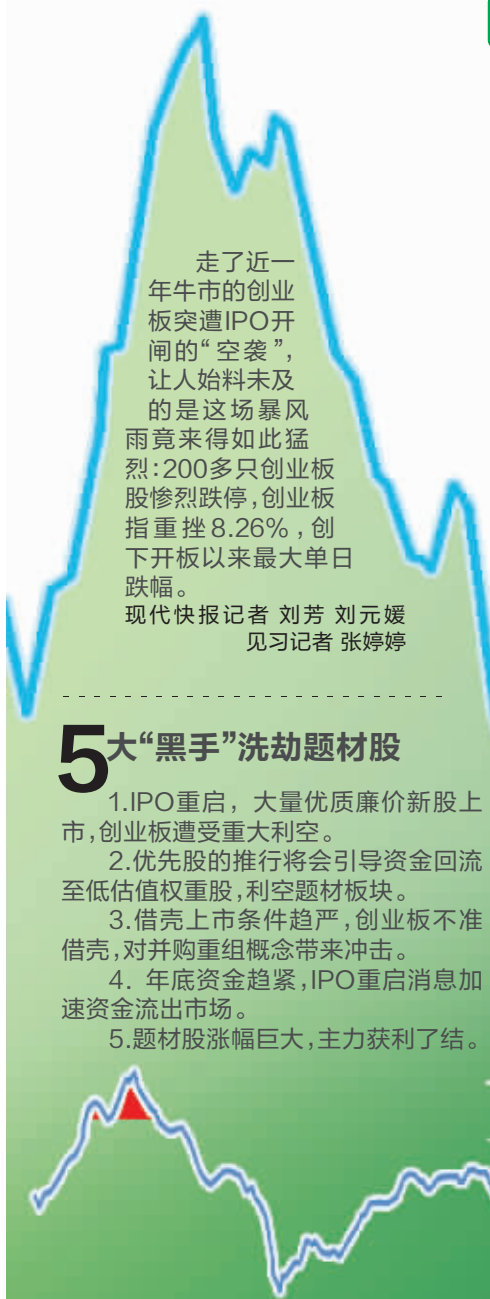 走了近一
年牛市的创业
板突遭IPO开
闸的“空袭”，
让人始料未及
的是这场暴风
雨竟来得如此猛
烈：200多只创业板
股惨烈跌停，创业板
指重挫8.26%，创
下开板以来最大单日
跌幅。
现代快报记者 刘芳 刘元媛
见习记者 张婷婷
5大“黑手”洗劫题材股
1.IPO重启，大量优质廉价新股上
市，创业板遭受重大利空。
2.优先股的推行将会引导资金回流
至低估值权重股，利空题材板块。
3.借壳上市条件趋严，创业板不准
借壳，对并购重组概念带来冲击。
4. 年底资金趋紧，IPO重启消息加
速资金流出市场。
5.题材股涨幅巨大，主力获利了结。